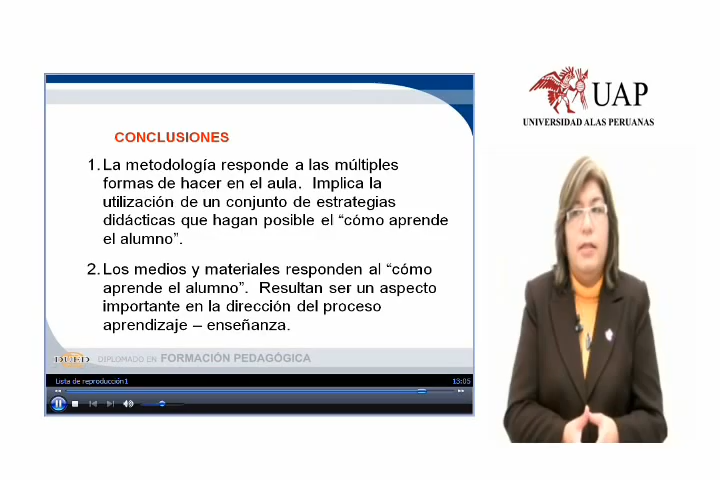 CONCLUSIONES
1. La metodología responde a las múltiples
formas de hacer en el aula. Implica la
utilización de un conjunto de estrategias
didácticas que hagan posible el “cómo aprende
el alumno”.
2. Los medios y materiales responden al “cómo
aprende el alumno”. Resultan ser un aspecto
importante en la dirección del proceso
aprendizaje – enseñanza.
DUED DIPLOMADO EN FORMACIÓN PEDAGÓGICA
Lista de reproducción1 13:05
UAP
UNIVERSIDAD ALAS PERUANAS